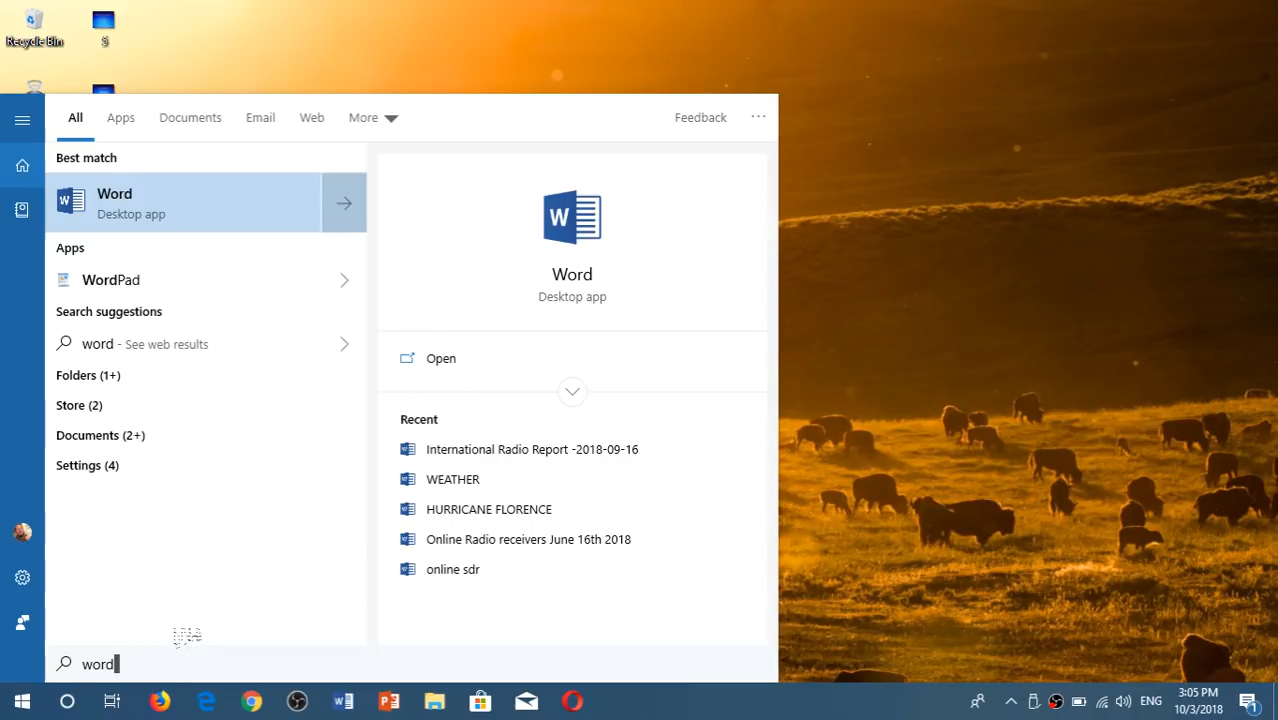 Recycle Bin
5
All
Apps
Documents
Email
Web
More
Feedback
Best match
Word
Desktop app
Apps
WordPad
Search suggestions
word - See web results
Folders (1+)
Store (2)
Documents (2+)
Settings (4)
Word
Desktop app
Open
Recent
International Radio Report -2018-09-16
WEATHER
HURRICANE FLORENCE
Online Radio receivers June 16th 2018
online sdr
word
ENG
3:05 PM
10/3/2018
1